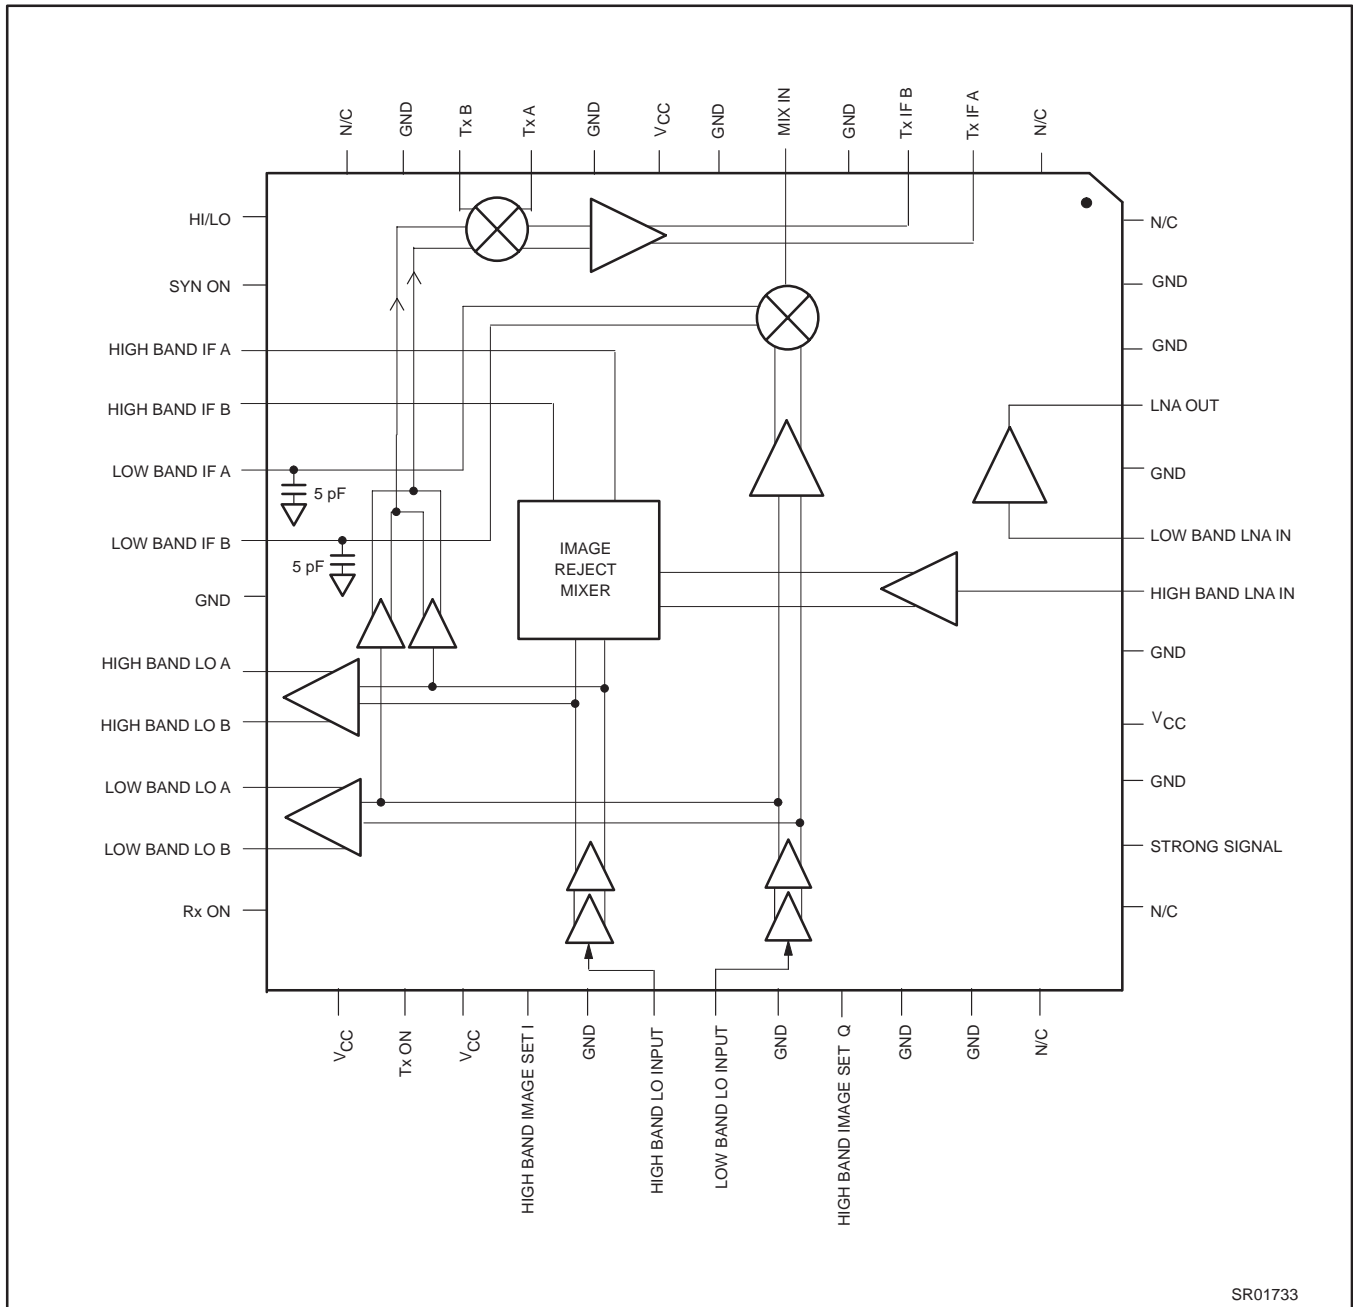 N/C
GND
Tx B
Tx A
GND
VCC
GND
MIX IN
GND
Tx IF B
Tx IF A
N/C
HI/LO
SYN ON
HIGH BAND IF A
HIGH BAND IF B
LOW BAND IF A
LOW BAND IF B
GND
HIGH BAND LO A
HIGH BAND LO B
LOW BAND LO A
LOW BAND LO B
Rx ON
5 pF
5 pF
IMAGE
REJECT
MIXER
N/C
GND
GND
LNA OUT
GND
LOW BAND LNA IN
HIGH BAND LNA IN
GND
VCC
GND
STRONG SIGNAL
N/C
VCC
Tx ON
VCC
HIGH BAND IMAGE SET I
GND
HIGH BAND LO INPUT
LOW BAND LO INPUT
GND
HIGH BAND IMAGE SET Q
GND
GND
N/C
SR01733